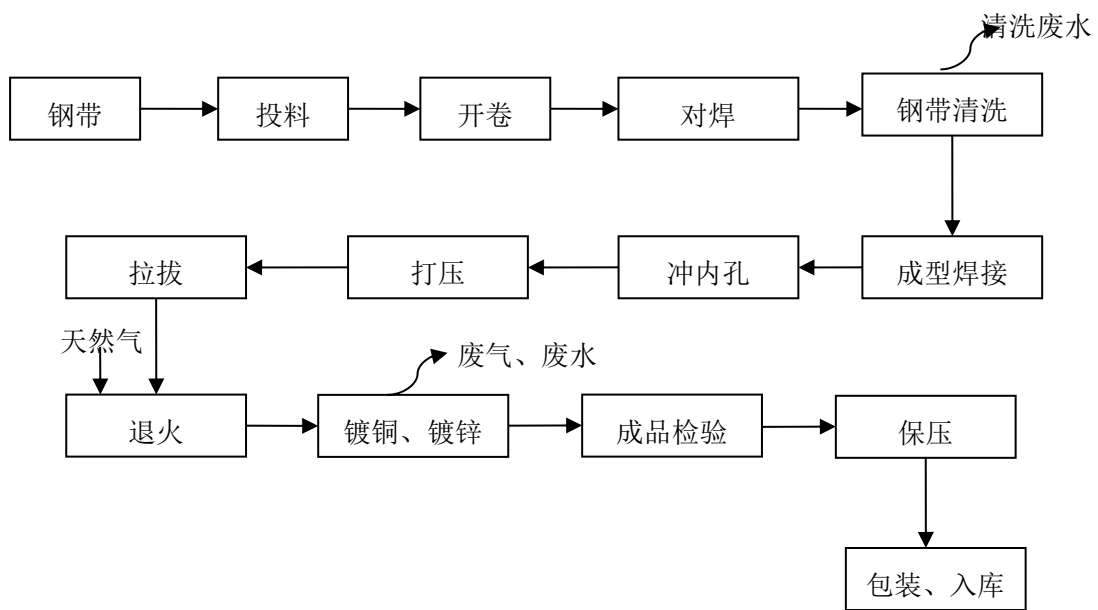 清洗废水
钢带
投料
开卷
对焊
钢带清洗
拉拔
打压
冲内孔
成型焊接
天然气
废气、废水
退火
镀铜、镀锌
成品检验
保压
包装、入库